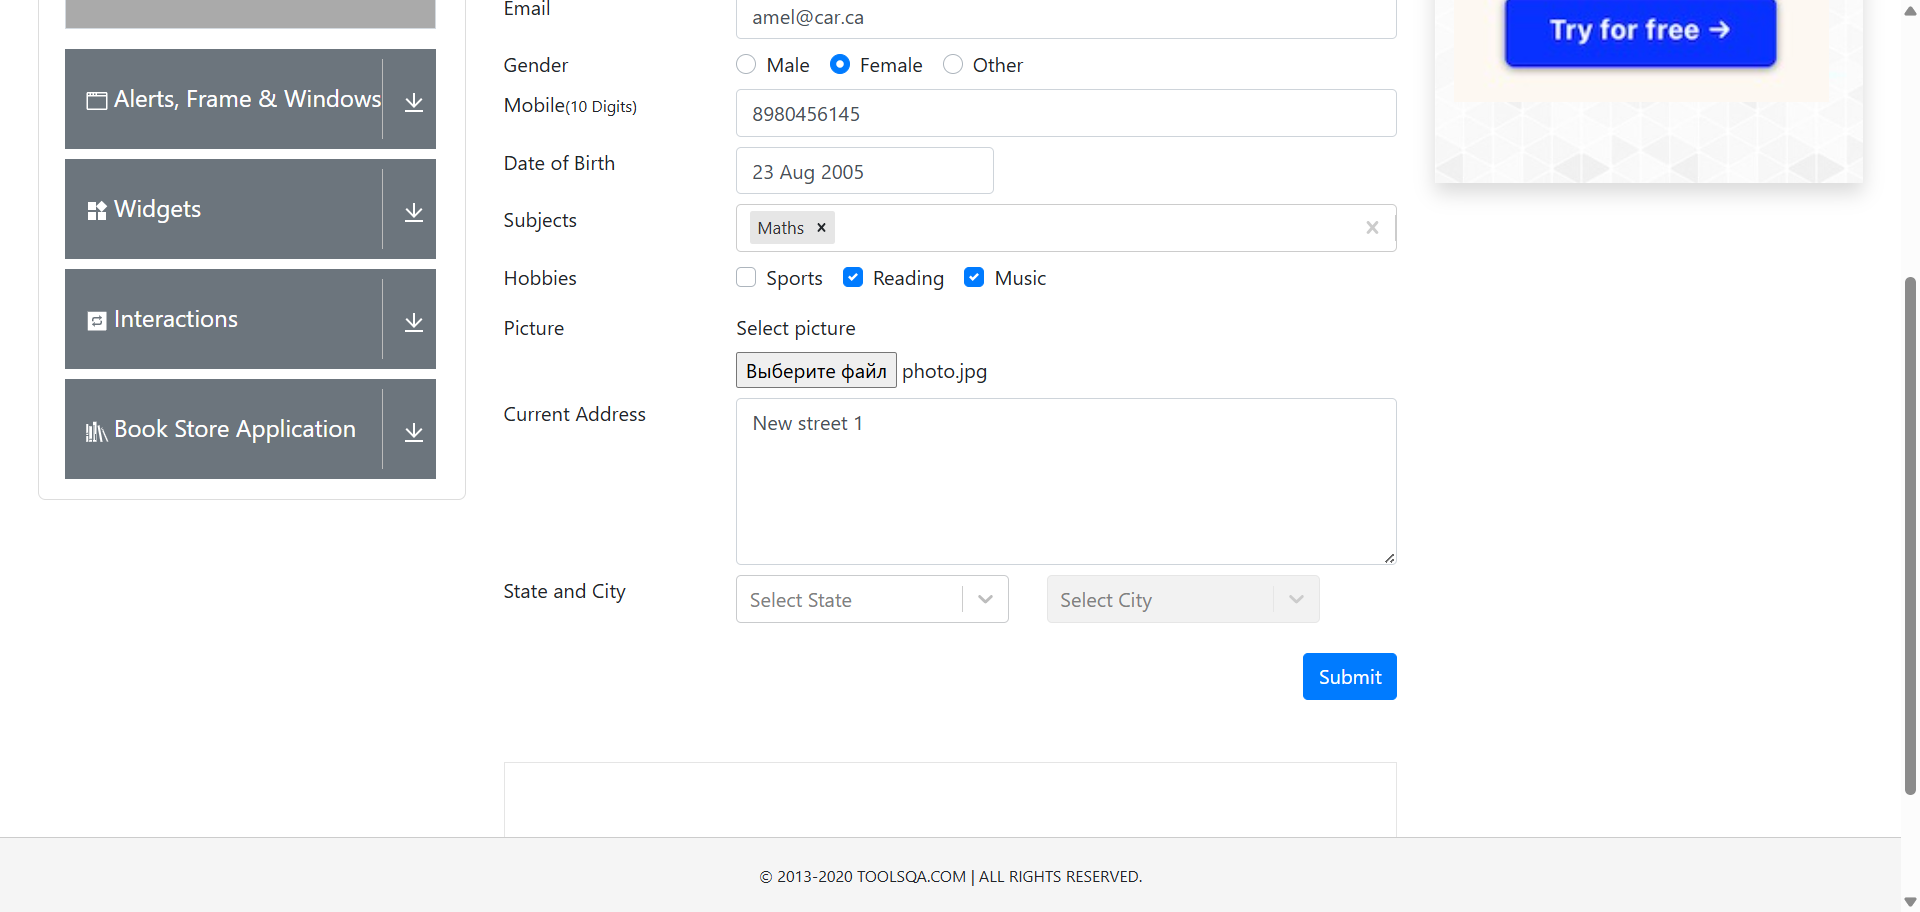 Alerts, Frame & Windows
Widgets
Interactions
Book Store Application
Email
amel@car.ca
Gender
Male
Female
Other
Mobile(10 Digits)
8980456145
Date of Birth
23 Aug 2005
Subjects
Maths
Hobbies
Sports
Reading
Music
Picture
Select picture
Выберите файл photo.jpg
Current Address
New street 1
State and City
Select State
Select City
Submit
Try for free →
© 2013-2020 TOOLSQA.COM | ALL RIGHTS RESERVED.